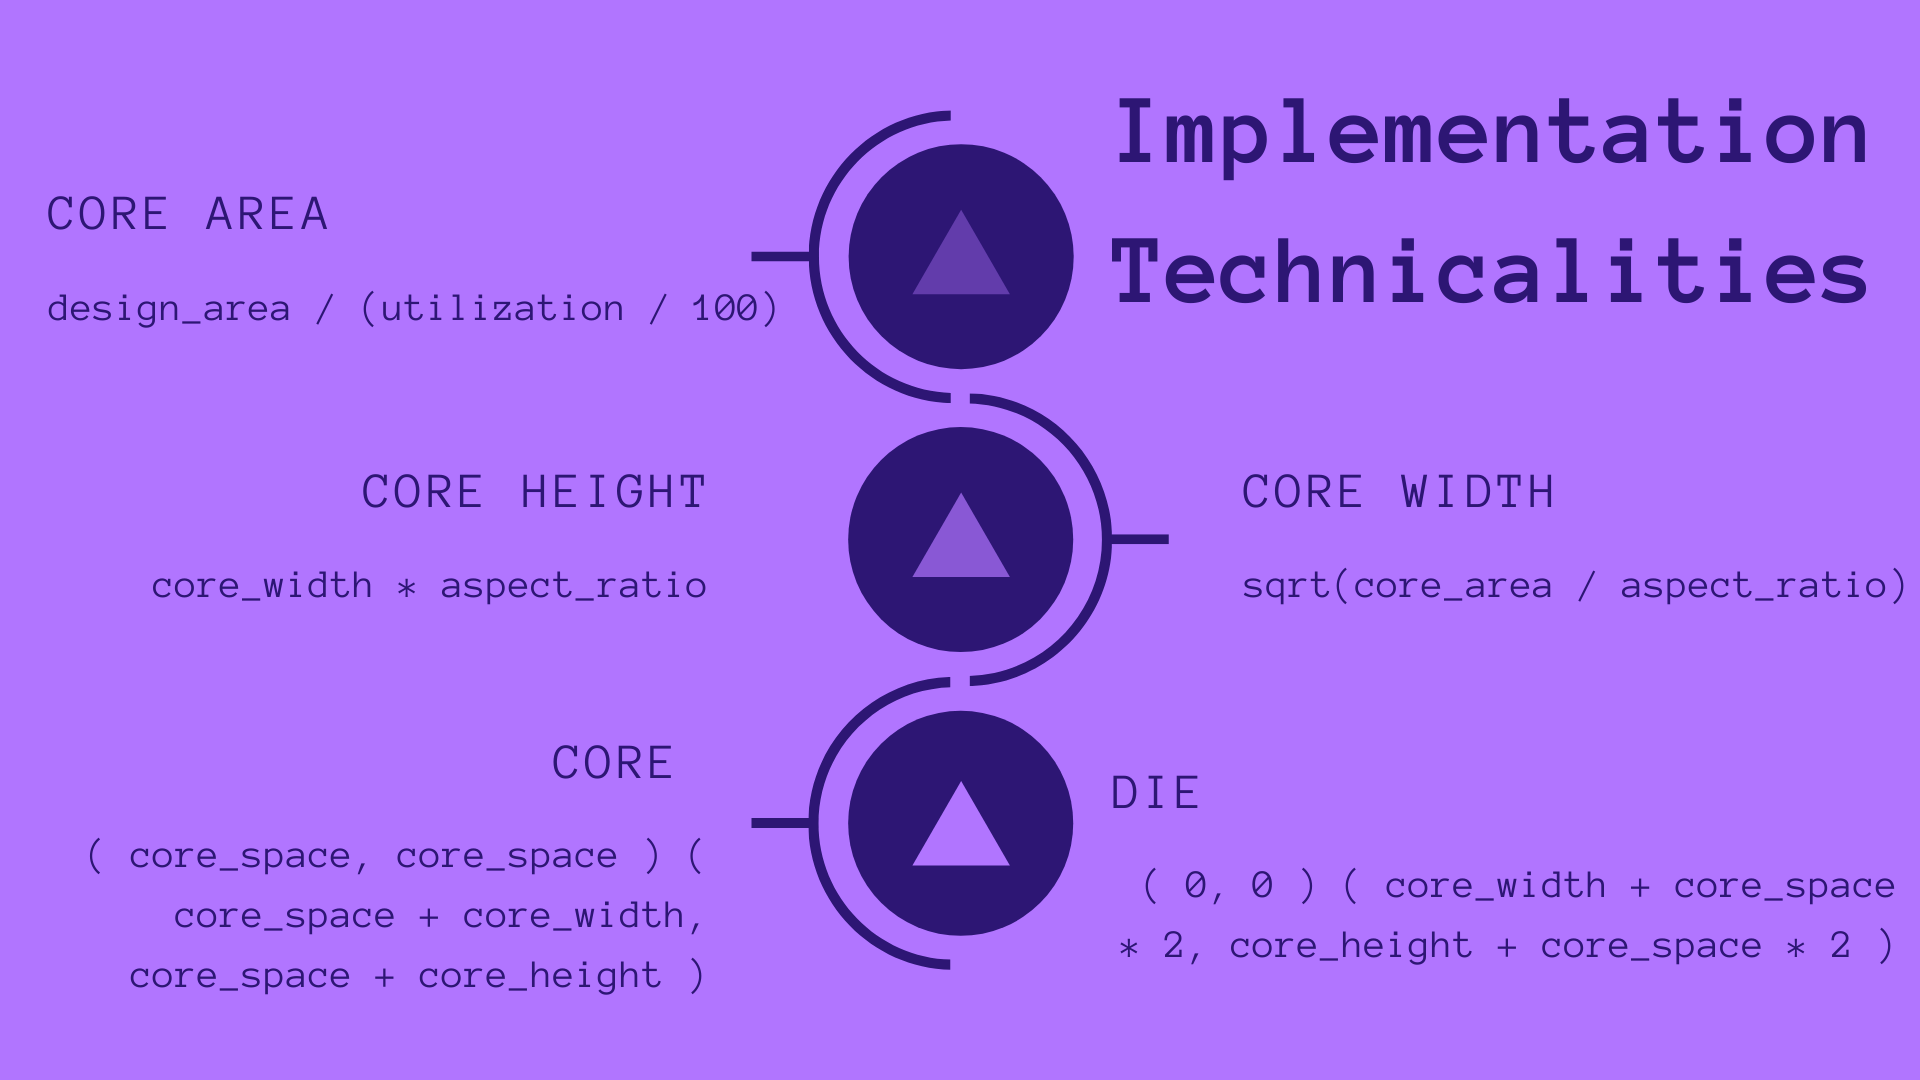 Implementation
Technicalities
CORE AREA
design_area / (utilization / 100)
CORE HEIGHT
core_width * aspect_ratio
CORE WIDTH
sqrt(core_area / aspect_ratio)
CORE
( core_space, core_space ) (
core_space + core_width,
core_space + core_height )
DIE
( 0, 0 ) ( core_width + core_space
* 2, core_height + core_space * 2 )